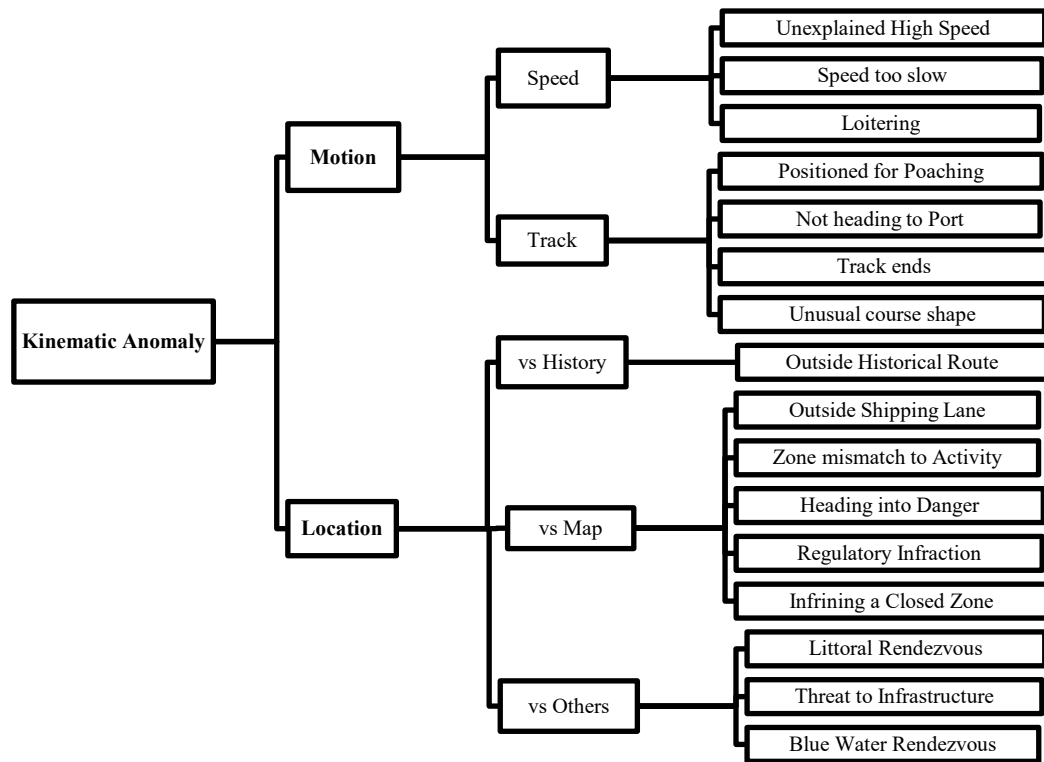 Kinematic Anomaly
Motion
Speed
Unexplained High Speed
Speed too slow
Loitering
Track
Positioned for Poaching
Not heading to Port
Track ends
Unusual course shape
Location
vs History
Outside Historical Route
vs Map
Outside Shipping Lane
Zone mismatch to Activity
Heading into Danger
Regulatory Infraction
Infrining a Closed Zone
vs Others
Littoral Rendezvous
Threat to Infrastructure
Blue Water Rendezvous